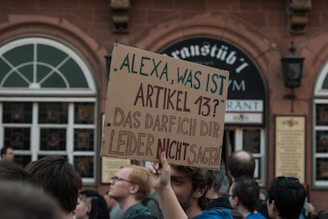 „ALEXA, WAS IST
ARTIKEL 13?"
„DAS DARF ICH DIR
LEIDER NICHT SAGEN!